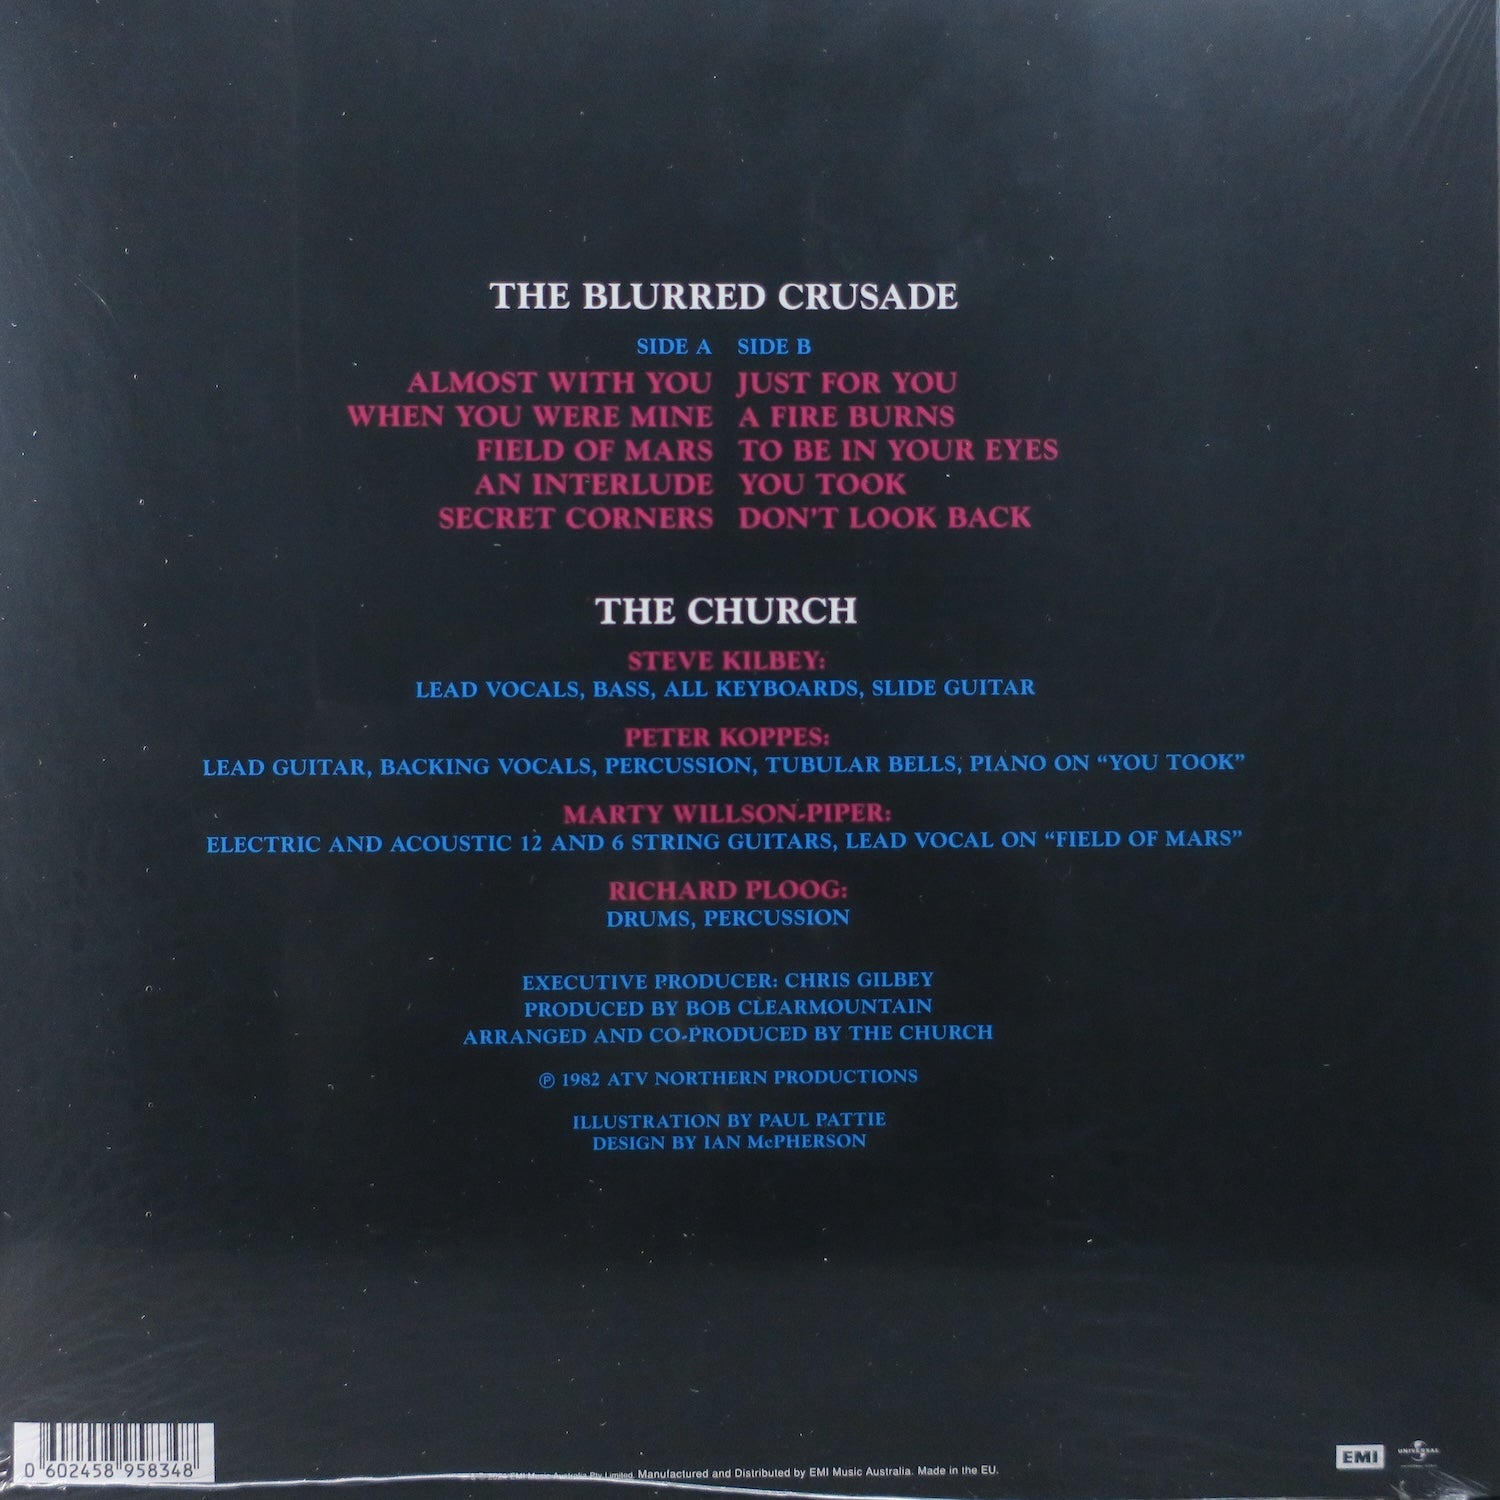 THE BLURRED CRUSADE
SIDE A SIDE B
ALMOST WITH YOU JUST FOR YOU
WHEN YOU WERE MINE A FIRE BURNS
FIELD OF MARS TO BE IN YOUR EYES
AN INTERLUDE YOU TOOK
SECRET CORNERS DON'T LOOK BACK
THE CHURCH
STEVE KILBEY:
LEAD VOCALS, BASS, ALL KEYBOARDS, SLIDE GUITAR
PETER KOPPES:
LEAD GUITAR, BACKING VOCALS, PERCUSSION, TUBULAR BELLS, PIANO ON “YOU TOOK”
MARTY WILLSON-PIPER:
ELECTRIC AND ACOUSTIC 12 AND 6 STRING GUITARS, LEAD VOCAL ON “FIELD OF MARS”
RICHARD PLOOG:
DRUMS, PERCUSSION
EXECUTIVE PRODUCER: CHRIS GILBEY
PRODUCED BY BOB CLEARMOUNTAIN
ARRANGED AND CO-PRODUCED BY THE CHURCH
℗ 1982 ATV NORTHERN PRODUCTIONS
ILLUSTRATION BY PAUL PATTIE
DESIGN BY IAN McPHERSON
0 602458 958348
EMI Music Australia Pty Limited. Manufactured and Distributed by EMI Music Australia. Made in the EU.
EMI
UNIVERSAL